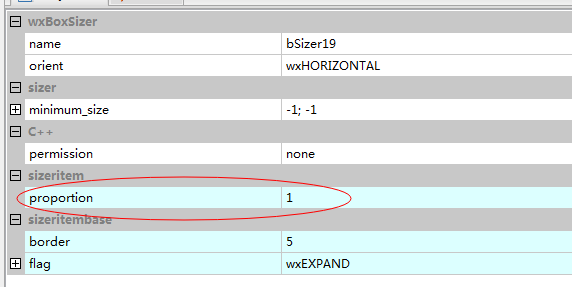 wxBoxSizer
name bSizer19
orient wxHORIZONTAL
sizer
minimum_size -1; -1
C++
permission none
sizeritem
proportion 1
sizeritembase
border 5
flag wxEXPAND